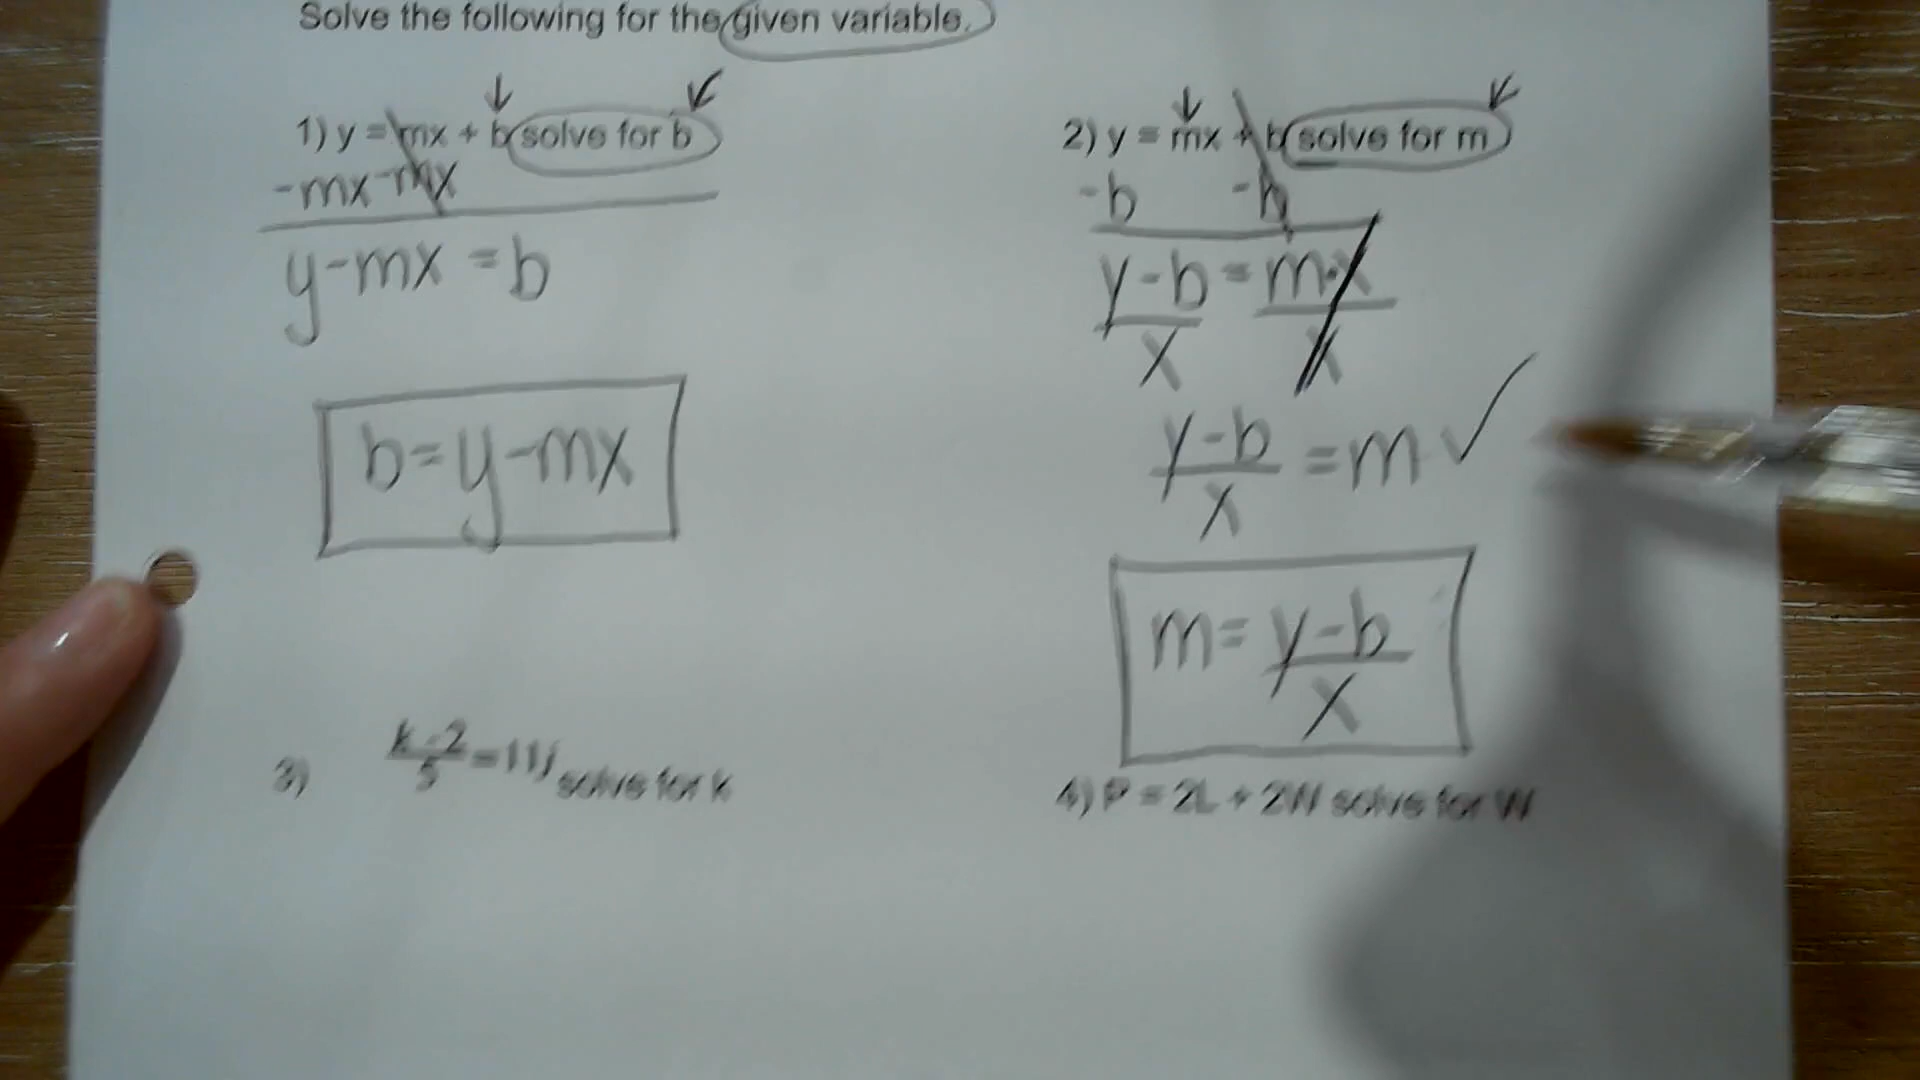 Solve the following for the given variable.
1) y = mx + b solve for b
-mx -mx
y-mx = b
b = y-mx
2) y = mx + b solve for m
-b -b
y-b = m·x
x x
y-b = m ✓
x
m = y-b
x
3) k - 2 = 11j solve for k
5
4) P = 2L + 2W solve for W